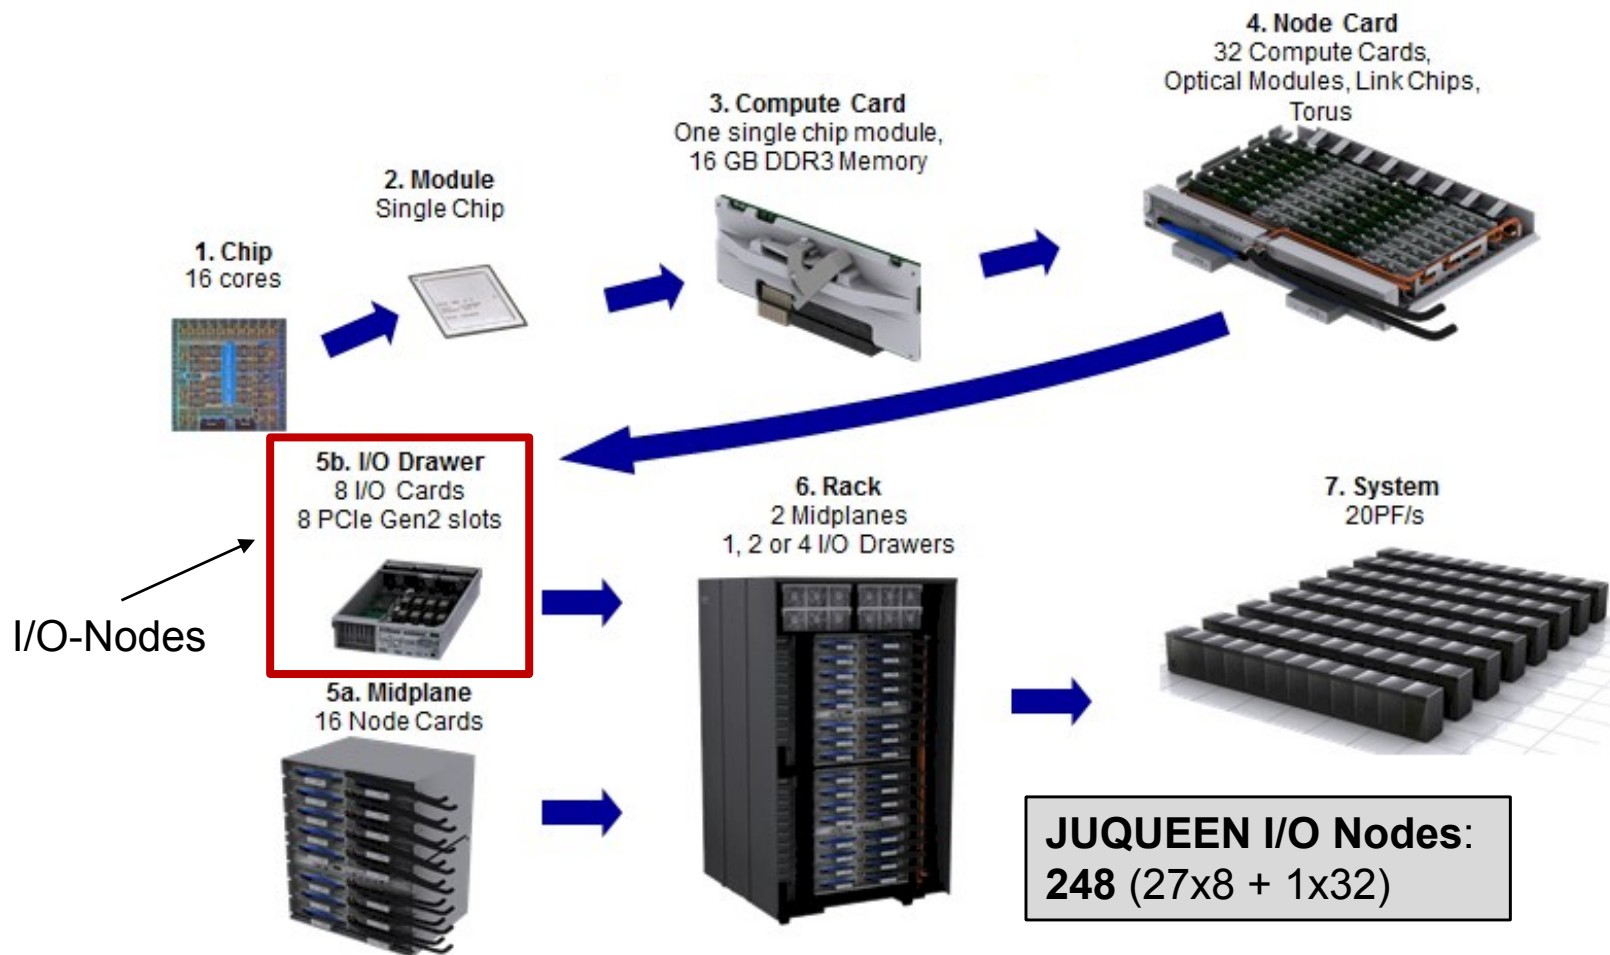 1. Chip
16 cores
2. Module
Single Chip
3. Compute Card
One single chip module,
16 GB DDR3 Memory
4. Node Card
32 Compute Cards,
Optical Modules, Link Chips,
Torus
5b. I/O Drawer
8 I/O Cards
8 PCIe Gen2 slots
I/O-Nodes
5a. Midplane
16 Node Cards
6. Rack
2 Midplanes
1, 2 or 4 I/O Drawers
7. System
20PF/s
JUQUEEN I/O Nodes:
248 (27x8 + 1x32)